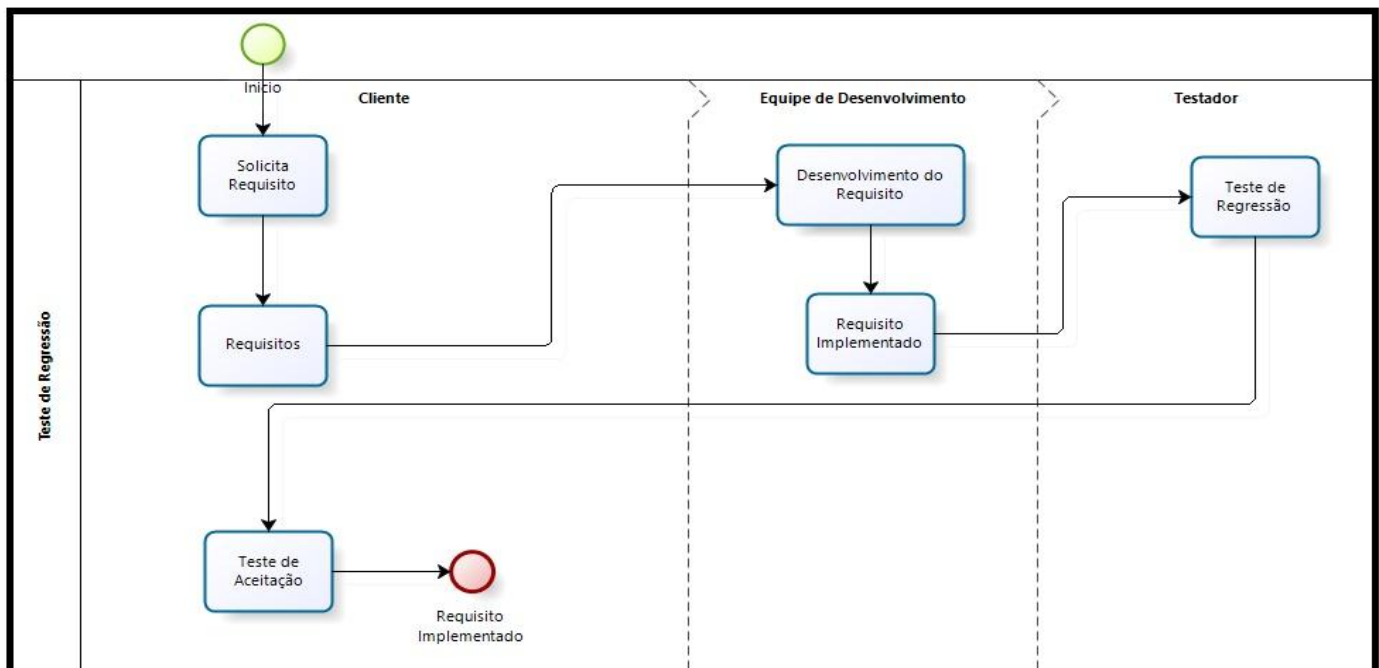 Início
Cliente
Equipe de Desenvolvimento
Testador
Solicita
Requisito
Desenvolvimento do
Requisito
Teste de
Regressão
Requisitos
Requisito
Implementado
Teste de Regressão
Teste de
Aceitação
Requisito
Implementado